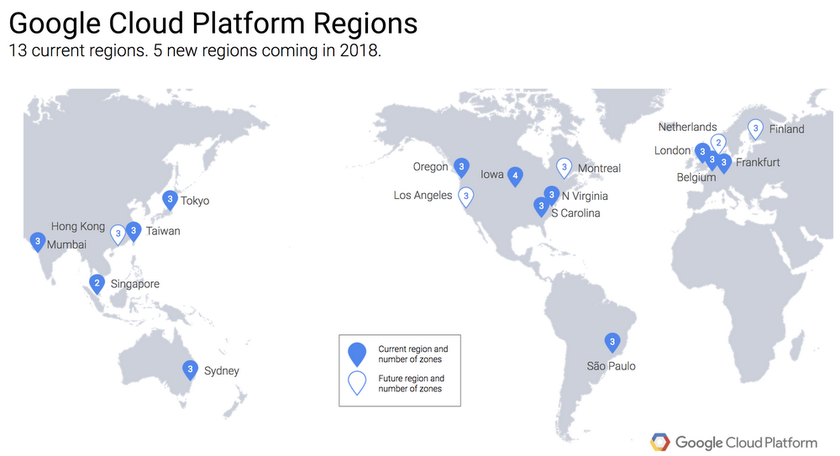 Google Cloud Platform Regions
13 current regions. 5 new regions coming in 2018.
Netherlands
2
3
Finland
London
3
3
3
Frankfurt
Belgium
Oregon
3
Iowa
4
3
Montreal
Los Angeles
3
3
N Virginia
3
S Carolina
3
Tokyo
Hong Kong
3
3
Taiwan
3
Mumbai
2
Singapore
3
Sydney
3
São Paulo
Current region and
number of zones
Future region and
number of zones
Google Cloud Platform